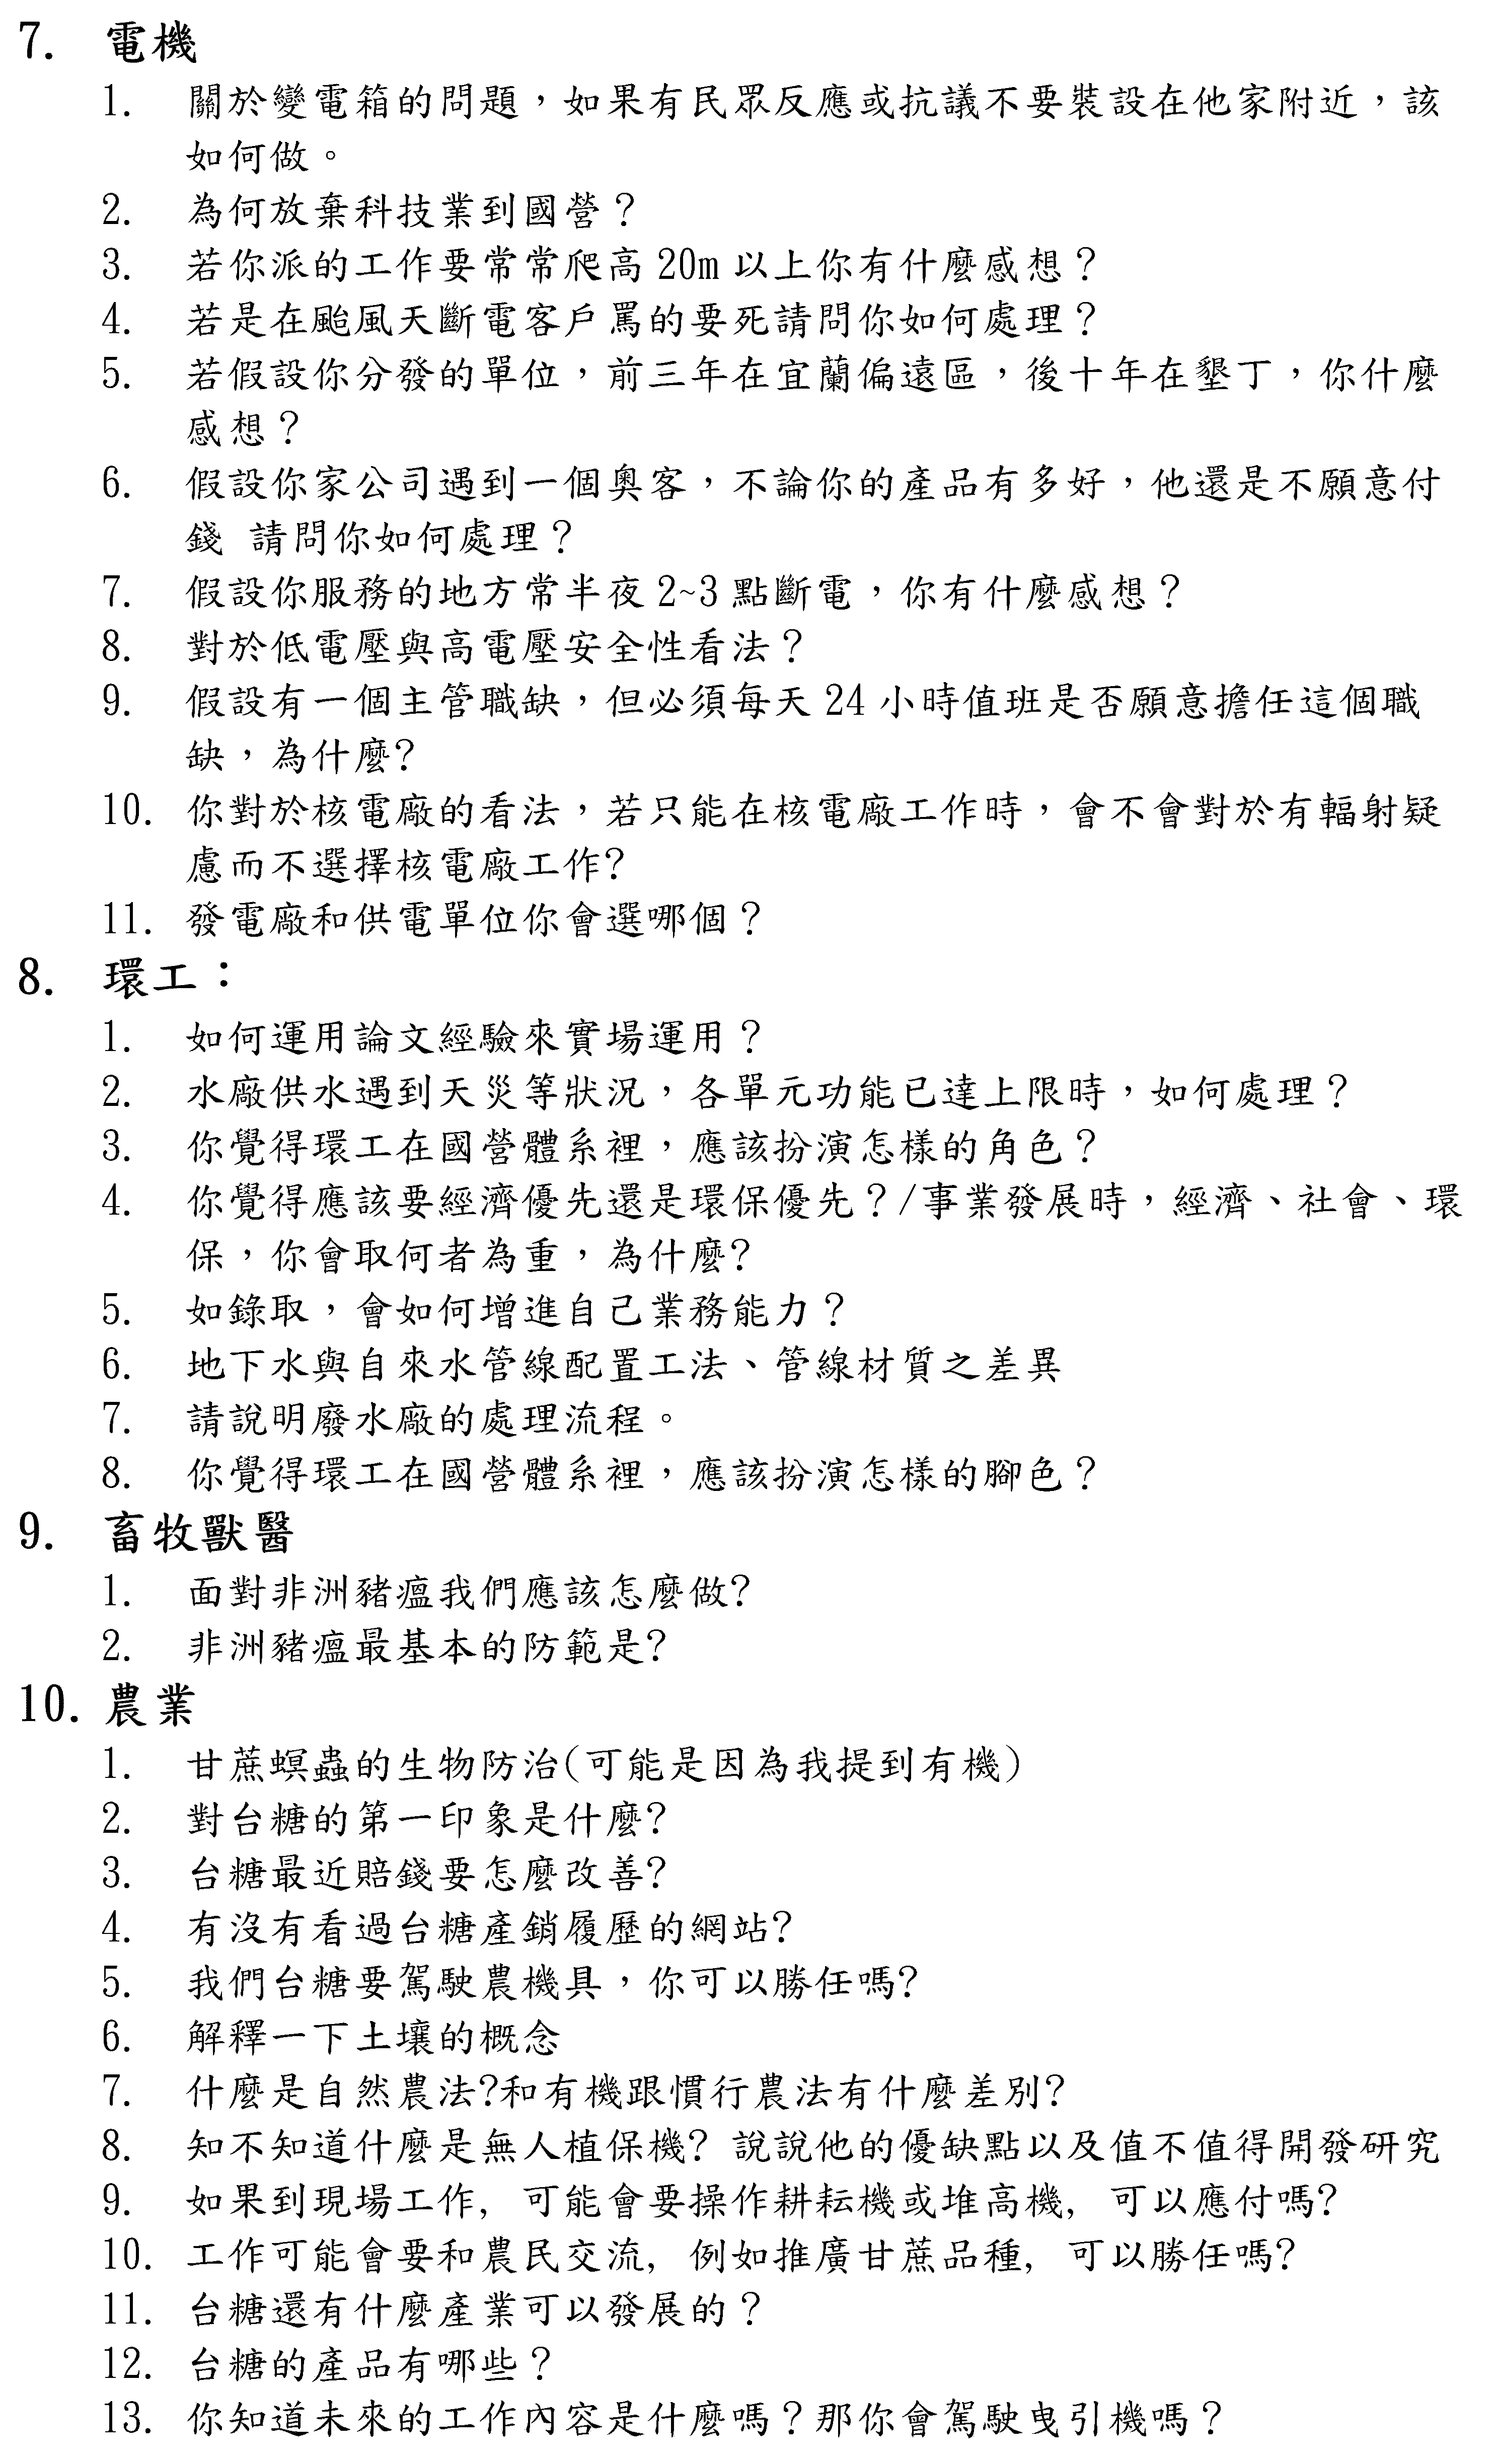 7. 電機
1. 關於變電箱的問題，如果有民眾反應或抗議不要裝設在他家附近，該
如何做。
2. 為何放棄科技業到國營？
3. 若你派的工作要常常爬高 20m 以上你有什麼感想？
4. 若是在颱風天斷電客戶罵的要死請問你如何處理？
5. 若假設你分發的單位，前三年在宜蘭偏遠區，後十年在墾丁，你什麼
感想？
6. 假設你家公司遇到一個奧客，不論你的產品有多好，他還是不願意付
錢 請問你如何處理？
7. 假設你服務的地方常半夜 2~3 點斷電，你有什麼感想？
8. 對於低電壓與高電壓安全性看法？
9. 假設有一個主管職缺，但必須每天 24 小時值班是否願意擔任這個職
缺，為什麼?
10. 你對於核電廠的看法，若只能在核電廠工作時，會不會對於有輻射疑
慮而不選擇核電廠工作?
11. 發電廠和供電單位你會選哪個？
8. 環工：
1. 如何運用論文經驗來實場運用？
2. 水廠供水遇到天災等狀況，各單元功能已達上限時，如何處理？
3. 你覺得環工在國營體系裡，應該扮演怎樣的角色？
4. 你覺得應該要經濟優先還是環保優先？/事業發展時，經濟、社會、環
保，你會取何者為重，為什麼?
5. 如錄取，會如何增進自己業務能力？
6. 地下水與自來水管線配置工法、管線材質之差異
7. 請說明廢水廠的處理流程。
8. 你覺得環工在國營體系裡，應該扮演怎樣的腳色？
9. 畜牧獸醫
1. 面對非洲豬瘟我們應該怎麼做?
2. 非洲豬瘟最基本的防範是?
10. 農業
1. 甘蔗螟蟲的生物防治(可能是因為我提到有機)
2. 對台糖的第一印象是什麼?
3. 台糖最近賠錢要怎麼改善?
4. 有沒有看過台糖產銷履歷的網站?
5. 我們台糖要駕駛農機具，你可以勝任嗎?
6. 解釋一下土壤的概念
7. 什麼是自然農法?和有機跟慣行農法有什麼差別?
8. 知不知道什麼是無人植保機? 說說他的優缺點以及值不值得開發研究
9. 如果到現場工作, 可能會要操作耕耘機或堆高機, 可以應付嗎?
10. 工作可能會要和農民交流, 例如推廣甘蔗品種, 可以勝任嗎?
11. 台糖還有什麼產業可以發展的？
12. 台糖的產品有哪些？
13. 你知道未來的工作內容是什麼嗎？那你會駕駛曳引機嗎？